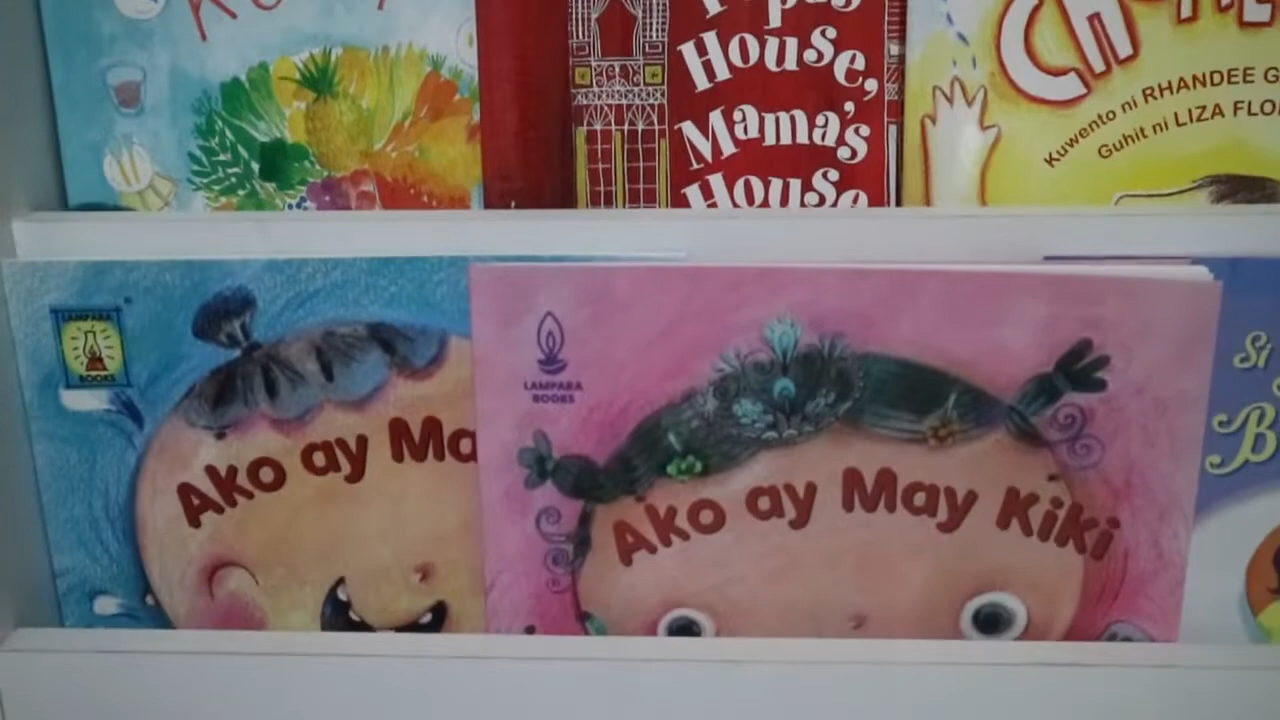 House,
Mama's
House
Kuwento ni RHANDEE G
Guhit ni LIZA FLO
LAMPARA
BOOKS
Ako ay Ma
LAMPARA
BOOKS
Ako ay May Kiki
Si
B